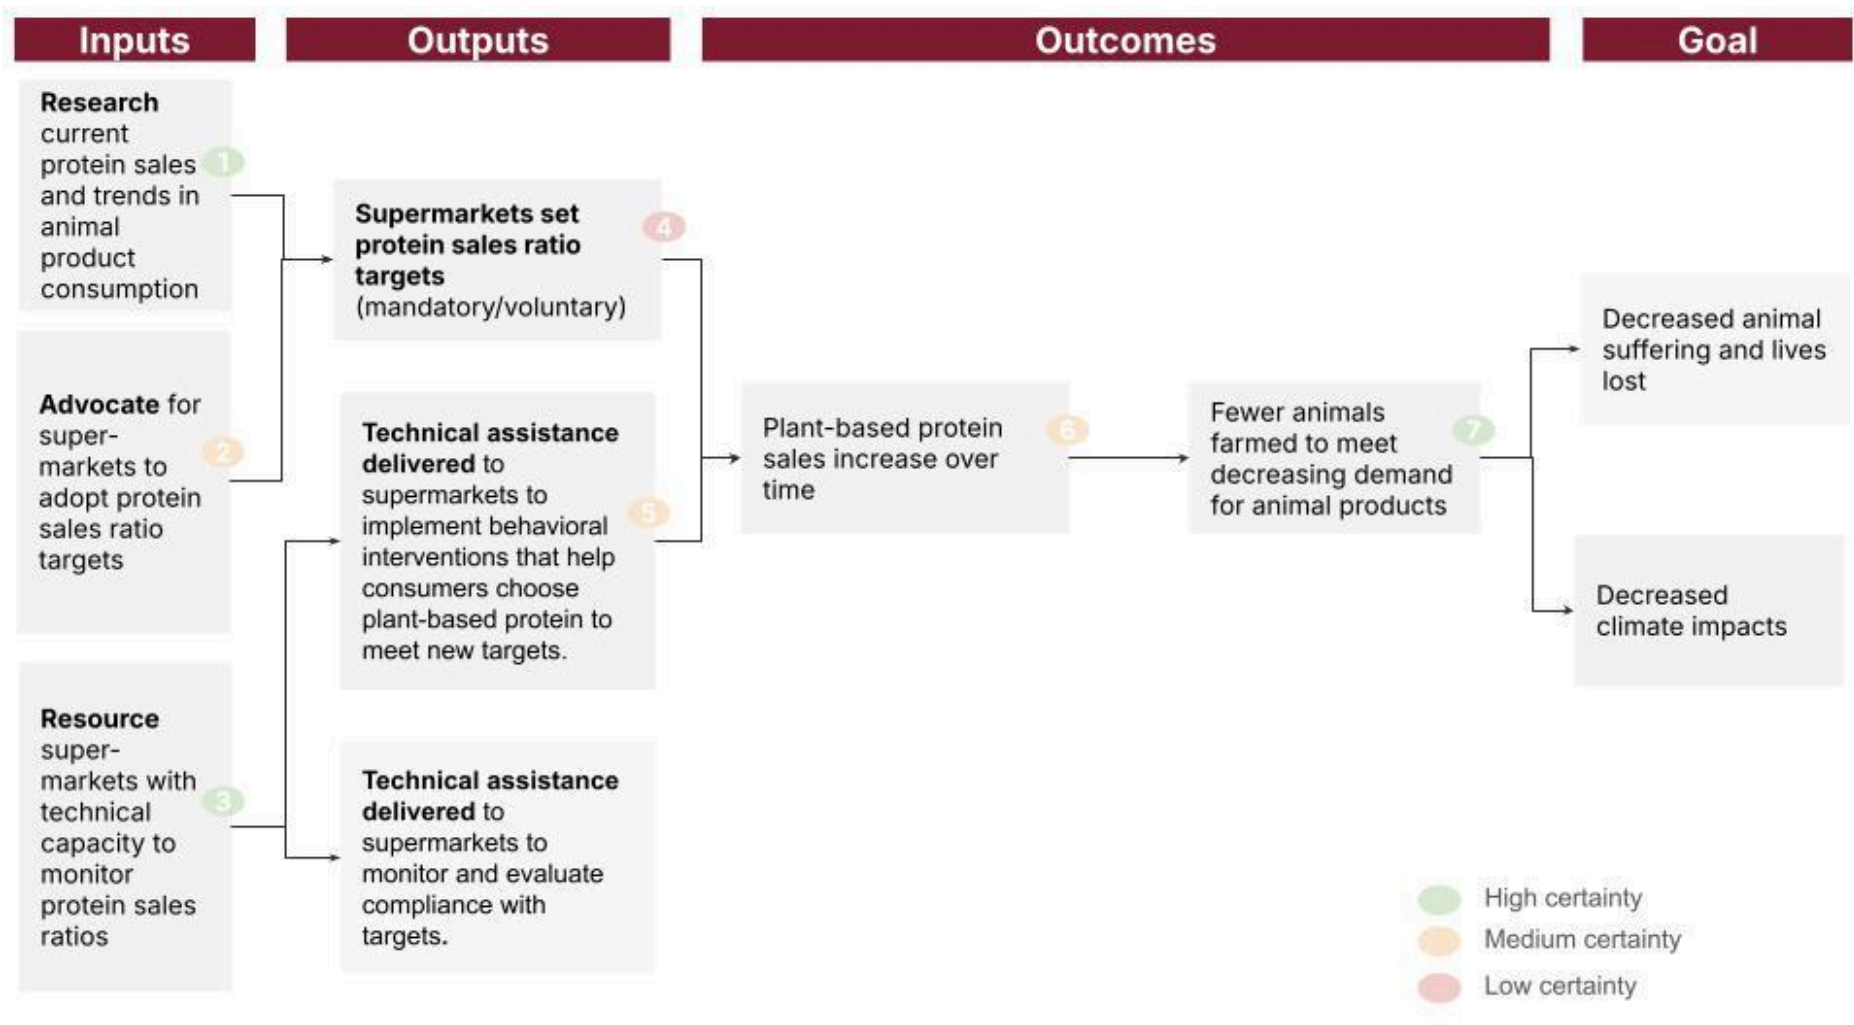 Inputs
Outputs
Outcomes
Goal
Research
current
protein sales
and trends in
animal
product
consumption
1
Advocate for
super-
markets to
adopt protein
sales ratio
targets
2
Resource
super-
markets with
technical
capacity to
monitor
protein sales
ratios
3
Supermarkets set
protein sales ratio
targets
(mandatory/voluntary)
4
Technical assistance
delivered to
supermarkets to
implement behavioral
interventions that help
consumers choose
plant-based protein to
meet new targets.
5
Technical assistance
delivered to
supermarkets to
monitor and evaluate
compliance with
targets.
Plant-based protein
sales increase over
time
6
Fewer animals
farmed to meet
decreasing demand
for animal products
7
Decreased animal
suffering and lives
lost
Decreased
climate impacts
High certainty
Medium certainty
Low certainty